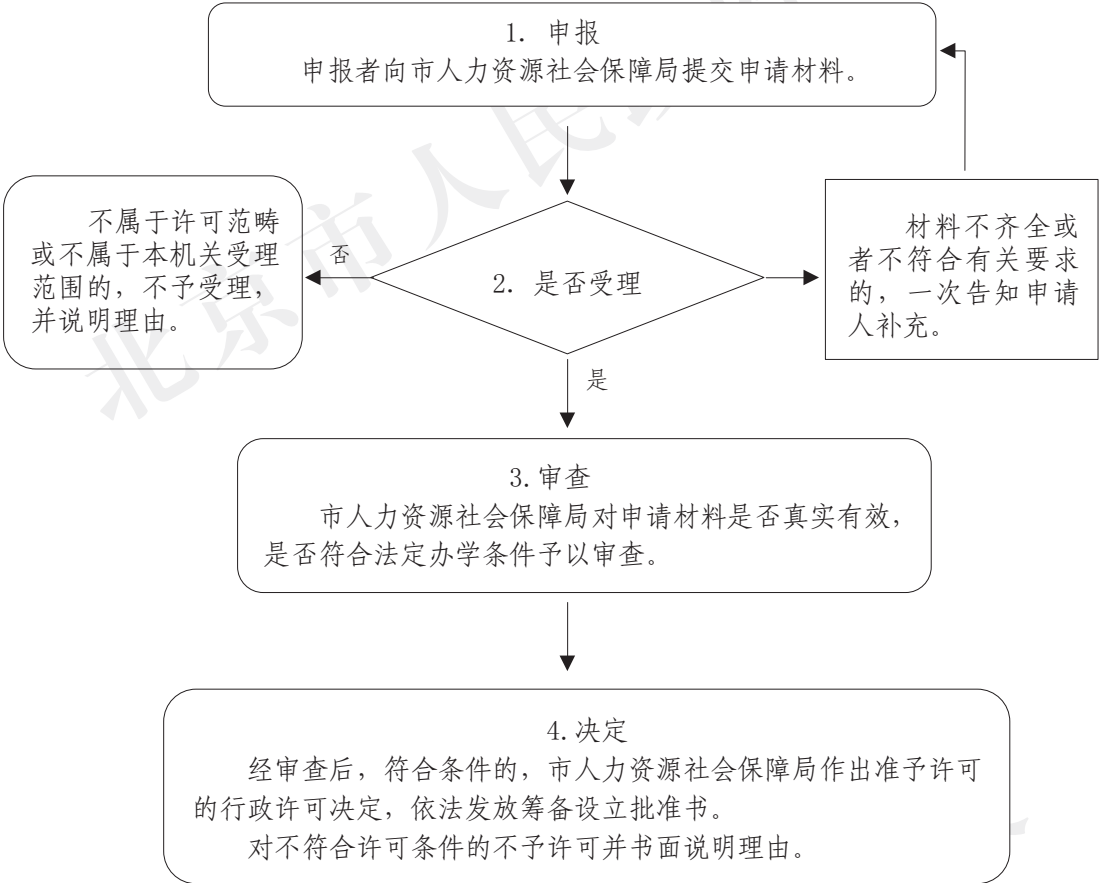 1. 申报
申报者向市人力资源社会保障局提交申请材料。
不属于许可范畴
或不属于本机关受理
范围的，不予受理，
并说明理由。
否
2. 是否受理
材料不齐全或
者不符合有关要求
的，一次告知申请
人补充。
是
3.审查
市人力资源社会保障局对申请材料是否真实有效，
是否符合法定办学条件予以审查。
4.决定
经审查后，符合条件的，市人力资源社会保障局作出准予许可
的行政许可决定，依法发放筹备设立批准书。
对不符合许可条件的不予许可并书面说明理由。
北京市人民